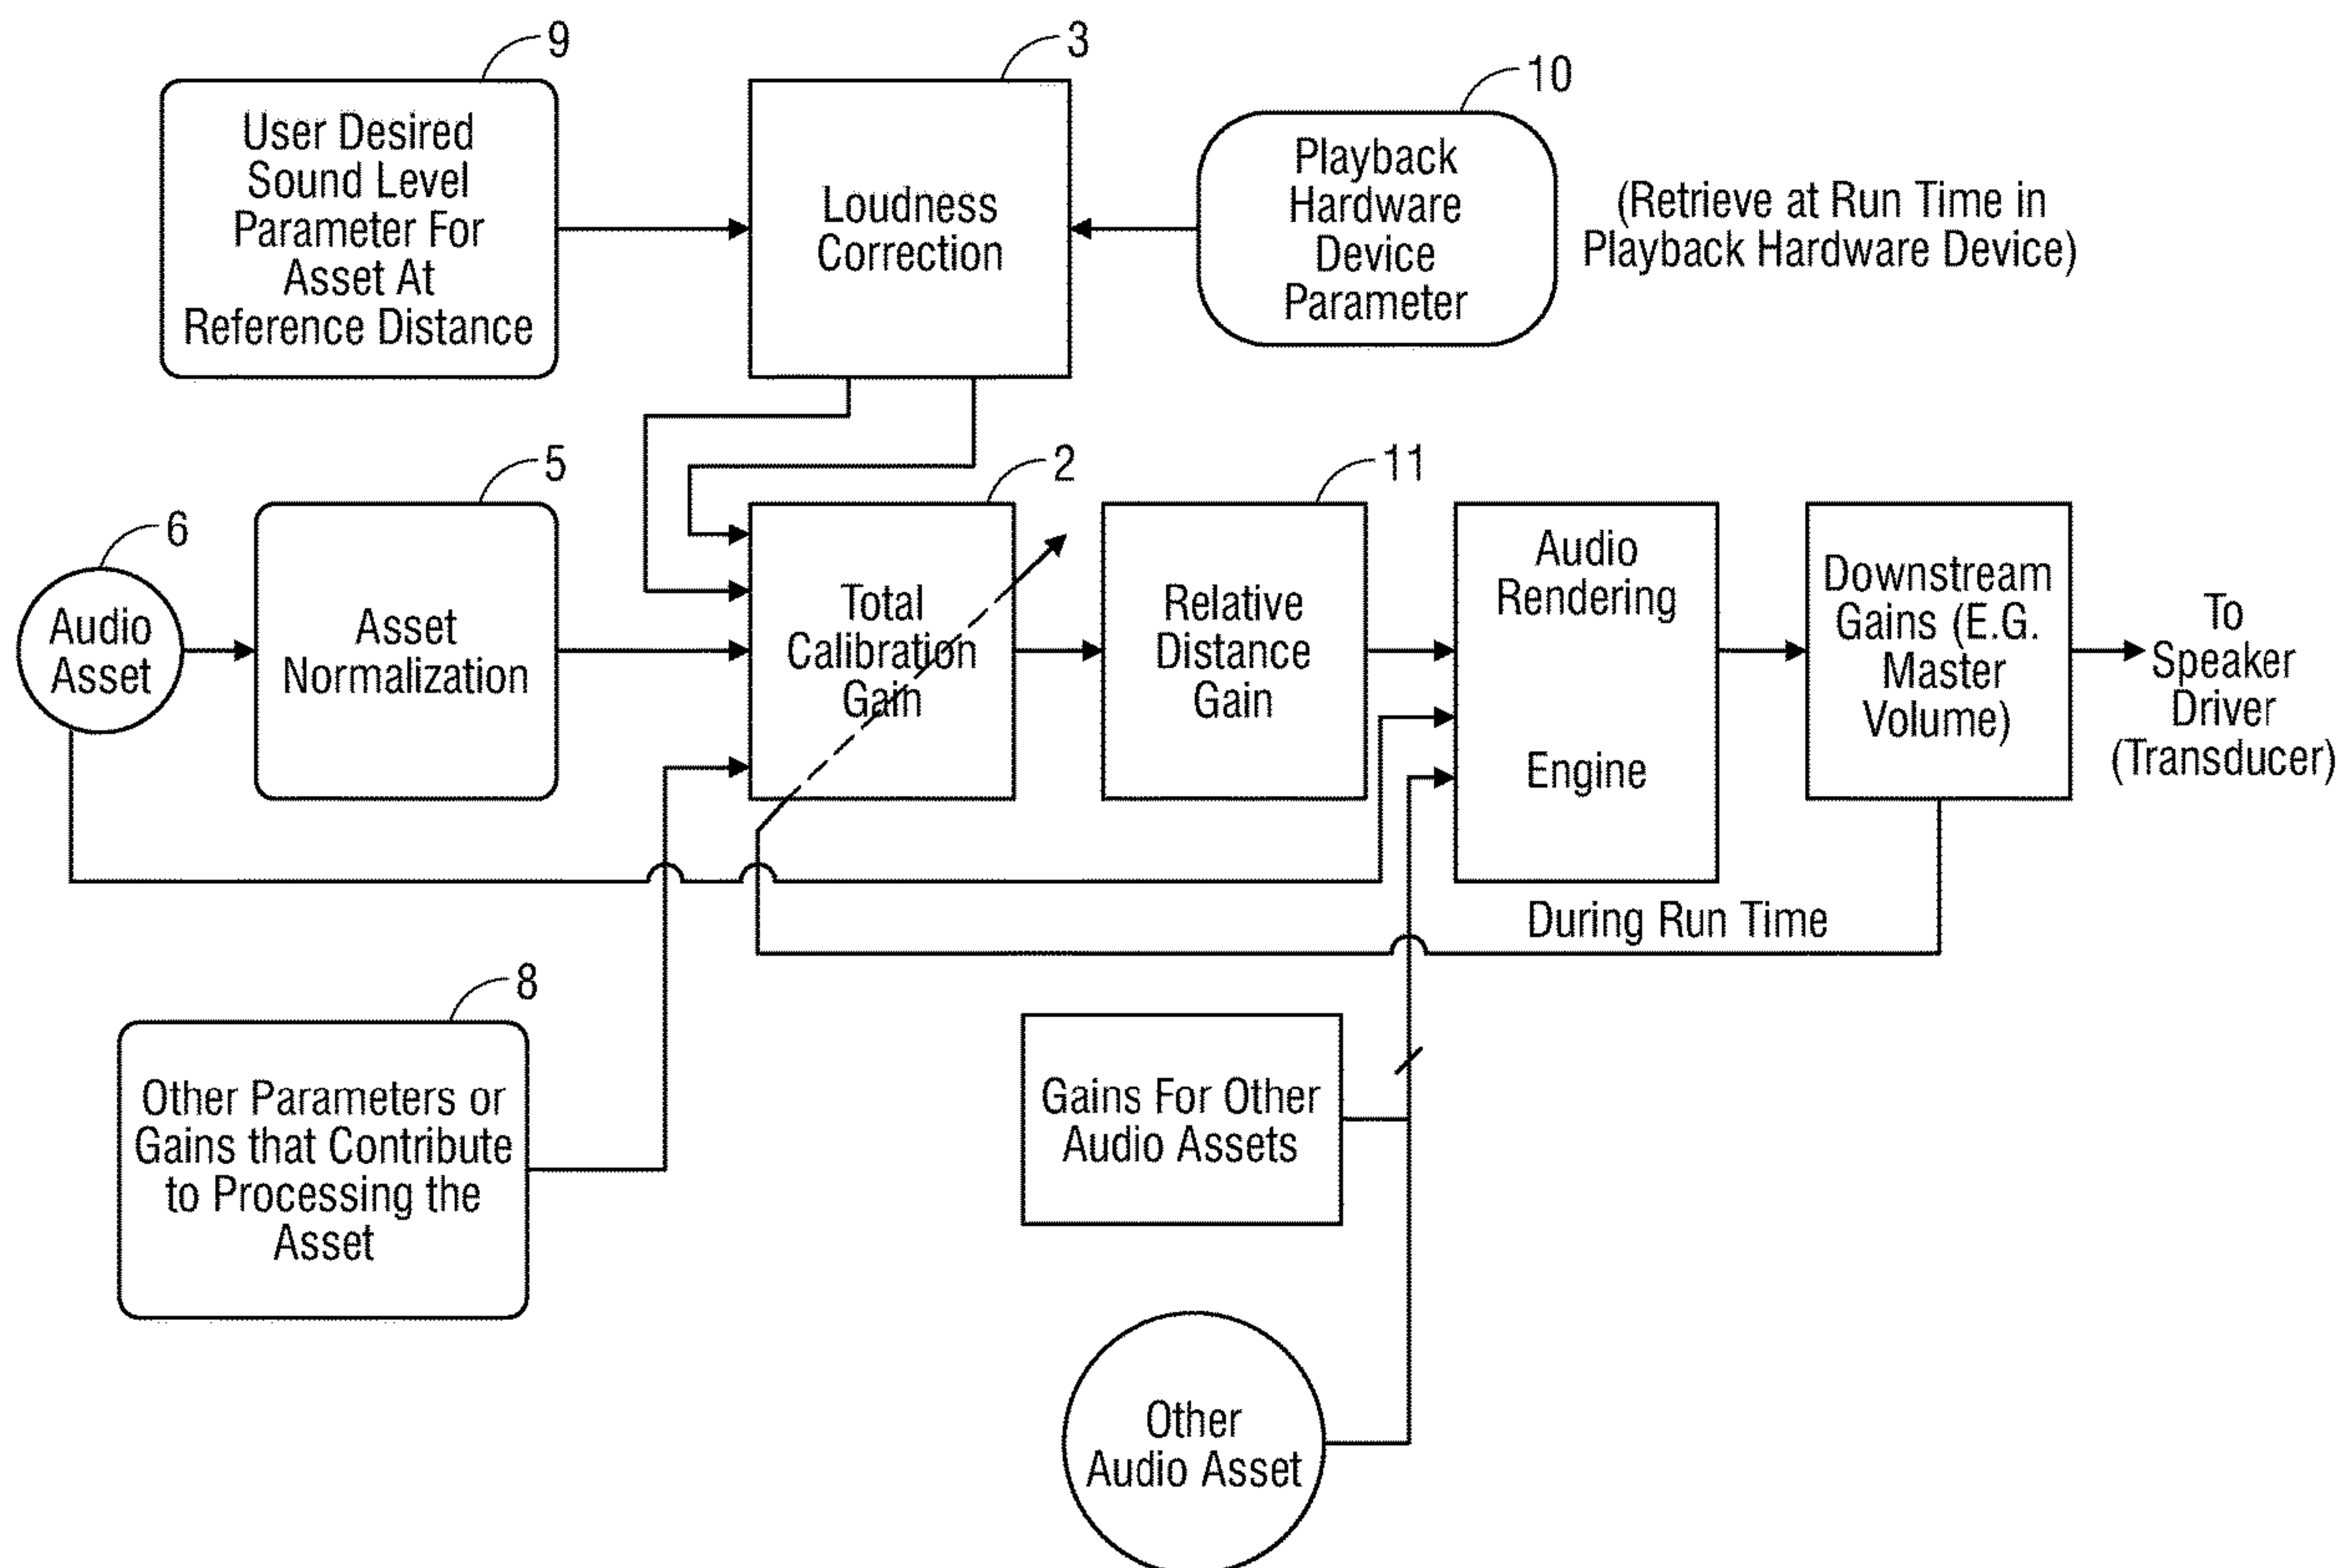 9
User Desired
Sound Level
Parameter For
Asset At
Reference Distance
3
Loudness
Correction
10
Playback
Hardware
Device
Parameter
(Retrieve at Run Time in
Playback Hardware Device)
6
Audio
Asset
5
Asset
Normalization
2
Total
Calibration
Gain
11
Relative
Distance
Gain
Audio
Rendering
Engine
Downstream
Gains (E.G.
Master
Volume)
To
Speaker
Driver
(Transducer)
During Run Time
8
Other Parameters or
Gains that Contribute
to Processing the
Asset
Gains For Other
Audio Assets
Other
Audio Asset